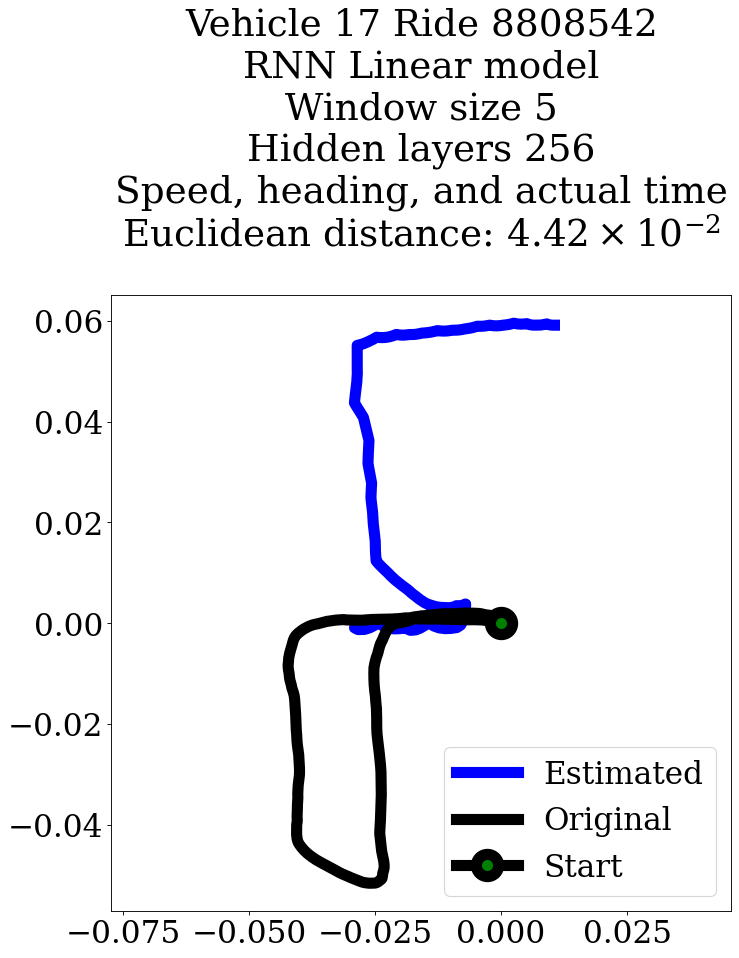 Vehicle 17 Ride 8808542
RNN Linear model
Window size 5
Hidden layers 256
Speed, heading, and actual time
Euclidean distance: 4.42 × 10⁻²
0.06
0.04
0.02
0.00
−0.02
−0.04
Estimated
Original
Start
−0.075 −0.050 −0.025 0.000 0.025